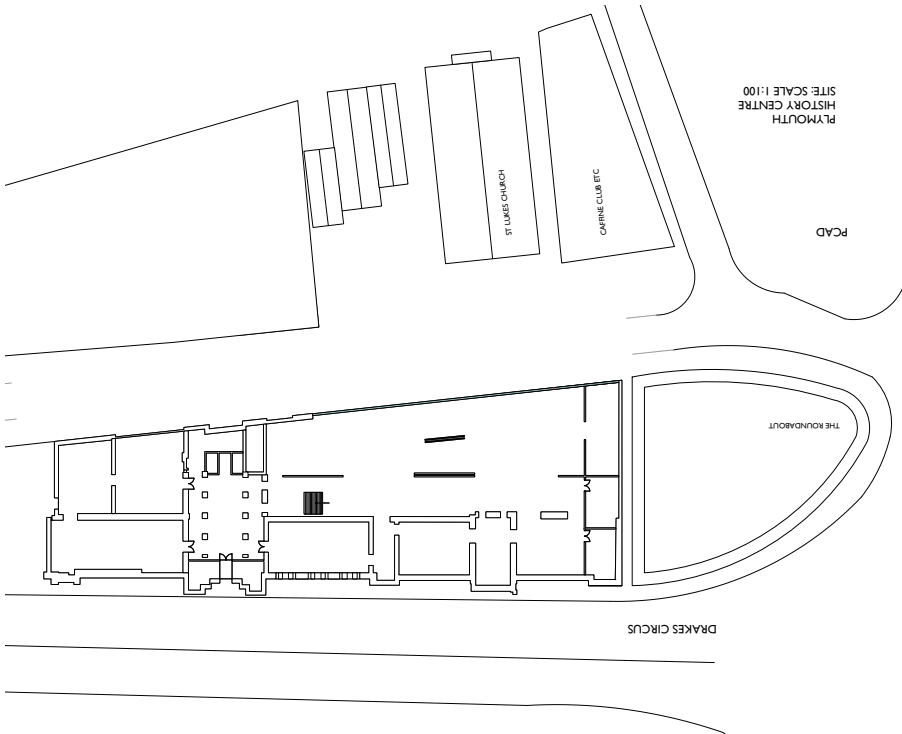 PLYMOUTH
HISTORY CENTRE
SITE: SCALE 1:100
PCAD
ST LUKES CHURCH
CAFFINE CLUB ETC
THE ROUNDABOUT
DRAKES CIRCUS